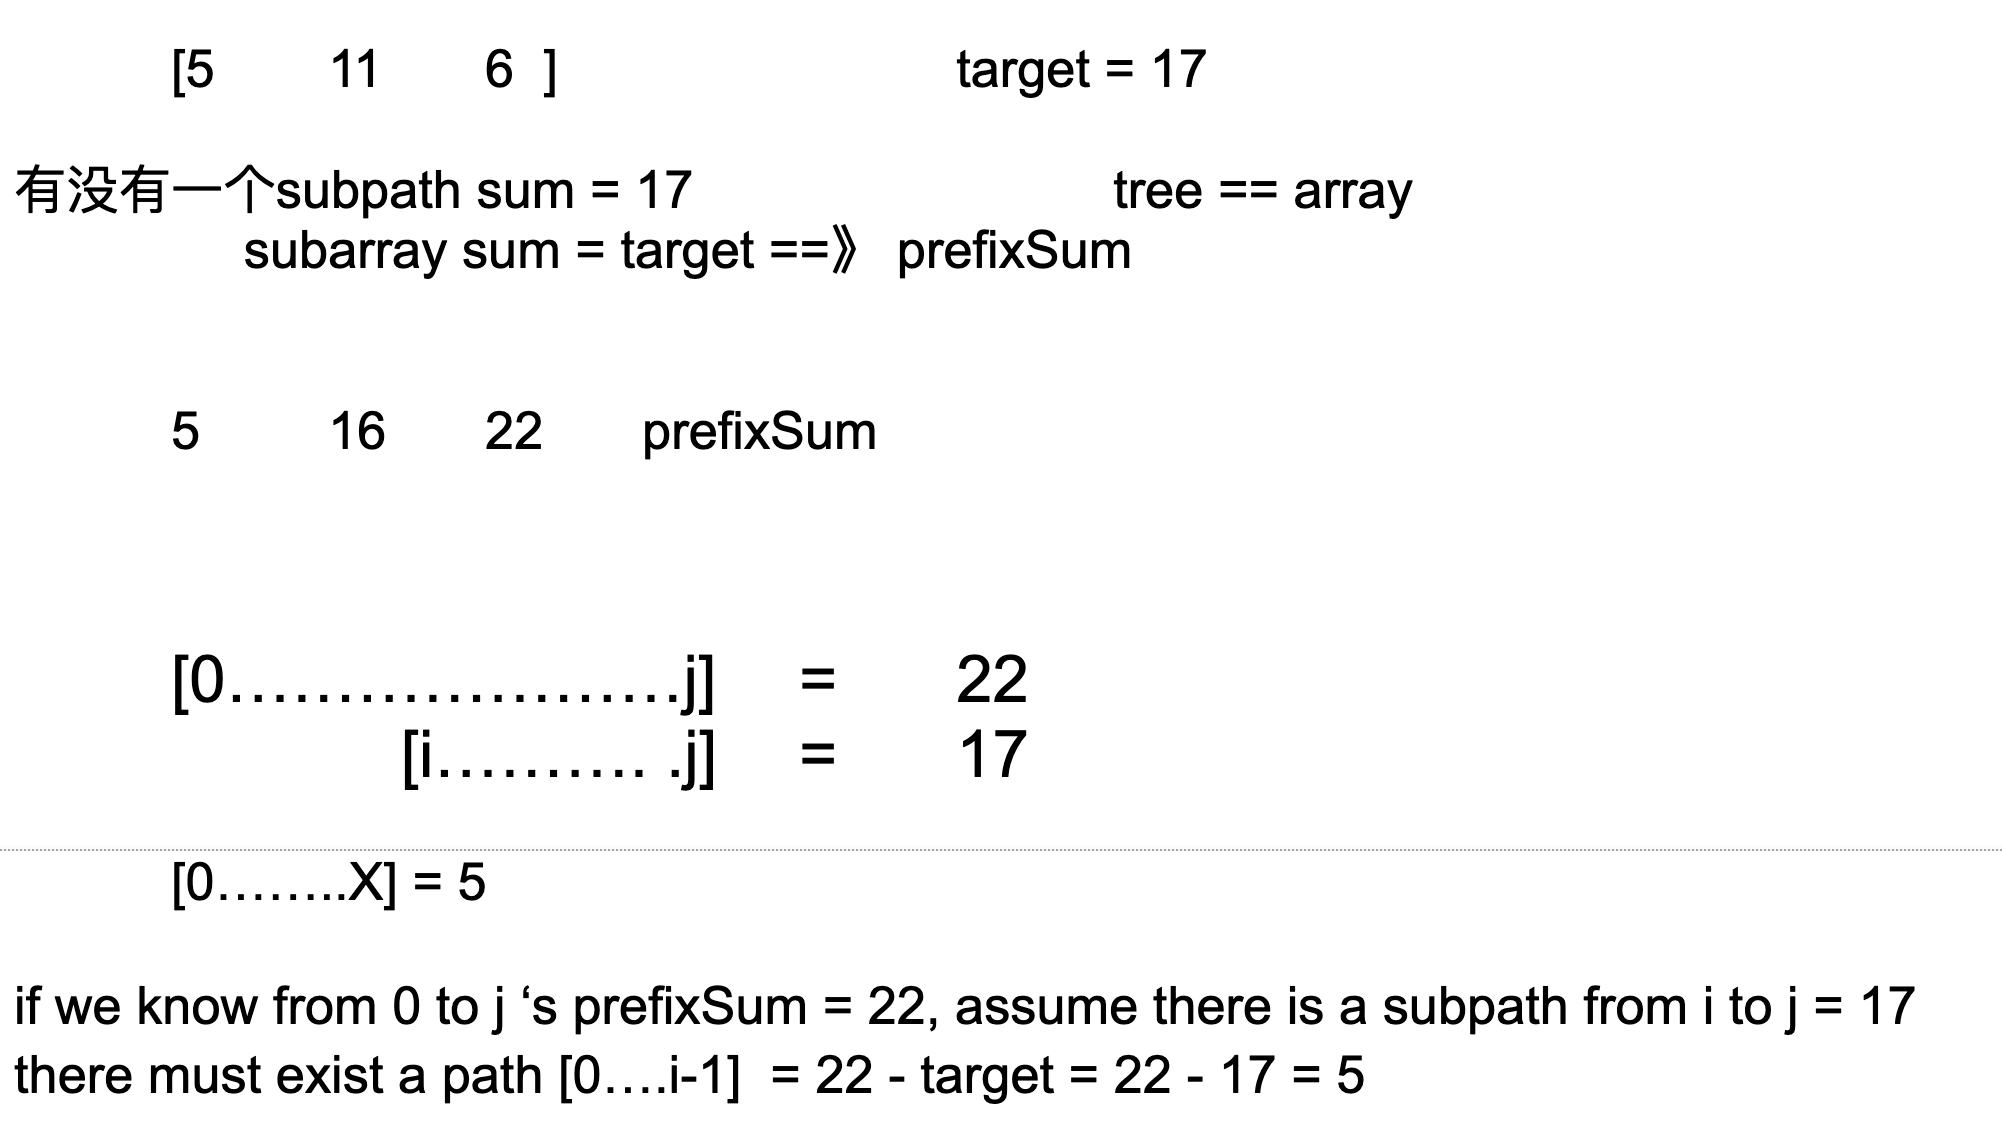 [5 11 6 ] target = 17
有没有一个subpath sum = 17 tree == array
subarray sum = target ==》 prefixSum
5 16 22 prefixSum
[0…………………j] = 22
[i………. .j] = 17
[0……..X] = 5
if we know from 0 to j ‘s prefixSum = 22, assume there is a subpath from i to j = 17
there must exist a path [0….i-1] = 22 - target = 22 - 17 = 5